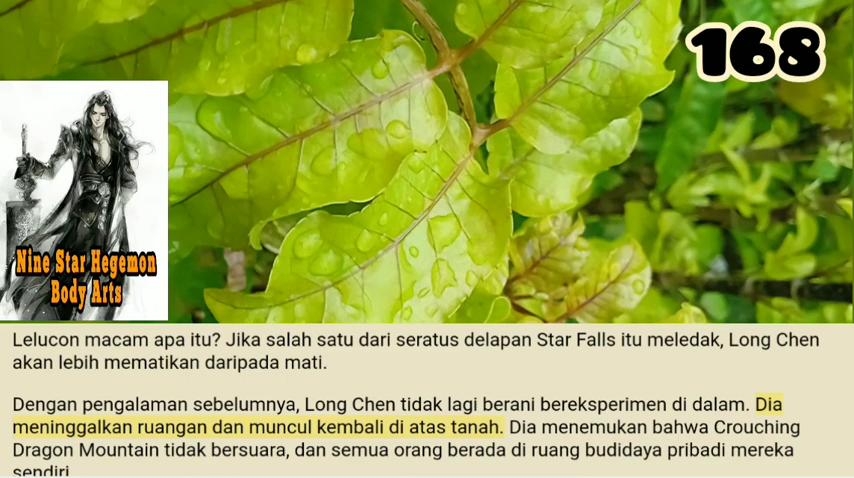 168
Nine Star Hegemon
Body Arts
Lelucon macam apa itu? Jika salah satu dari seratus delapan Star Falls itu meledak, Long Chen
akan lebih mematikan daripada mati.
Dengan pengalaman sebelumnya, Long Chen tidak lagi berani bereksperimen di dalam. Dia
meninggalkan ruangan dan muncul kembali di atas tanah. Dia menemukan bahwa Crouching
Dragon Mountain tidak bersuara, dan semua orang berada di ruang budidaya pribadi mereka
sendiri